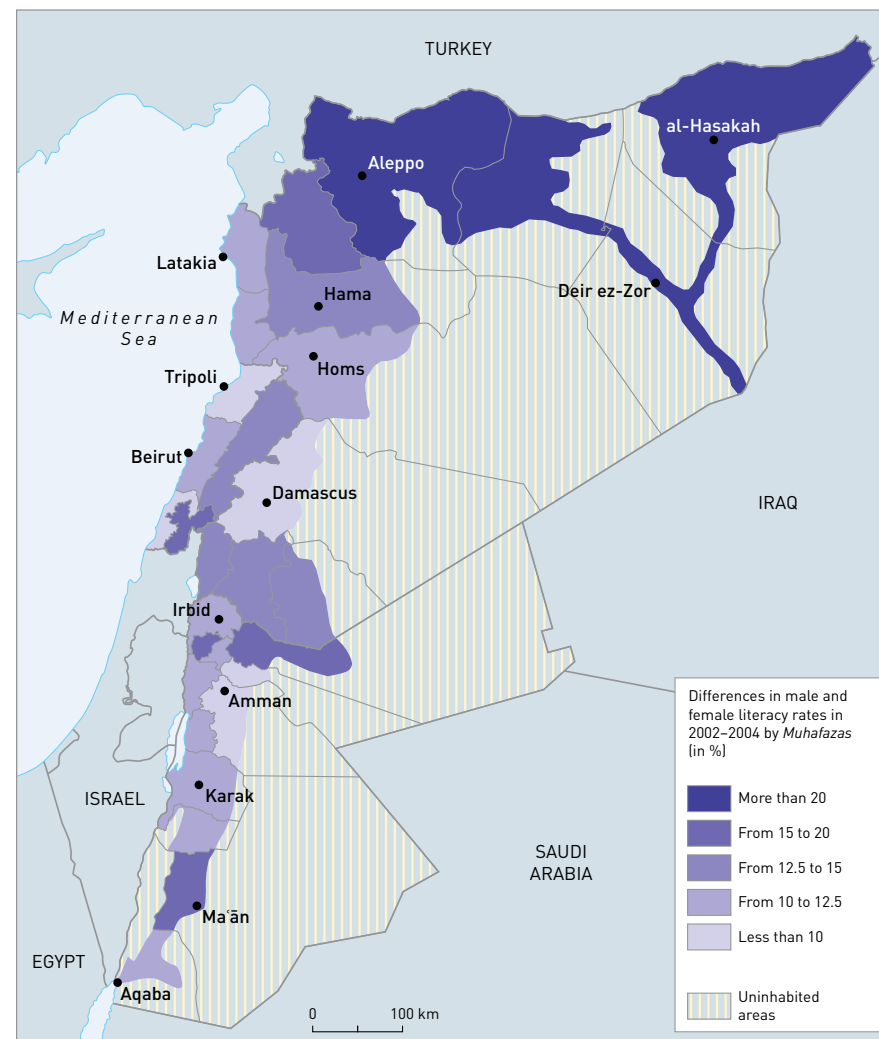 TURKEY
al-Hasakah
Aleppo
Latakia
Deir ez-Zor
Hama
Mediterranean
Sea
Homs
Tripoli
Beirut
Damascus
IRAQ
Irbid
Amman
Differences in male and
female literacy rates in
2002–2004 by Muhafazas
(in %)
More than 20
From 15 to 20
From 12.5 to 15
From 10 to 12.5
Less than 10
Uninhabited
areas
ISRAEL
Karak
SAUDI
ARABIA
Maʿān
EGYPT
Aqaba
0 100 km